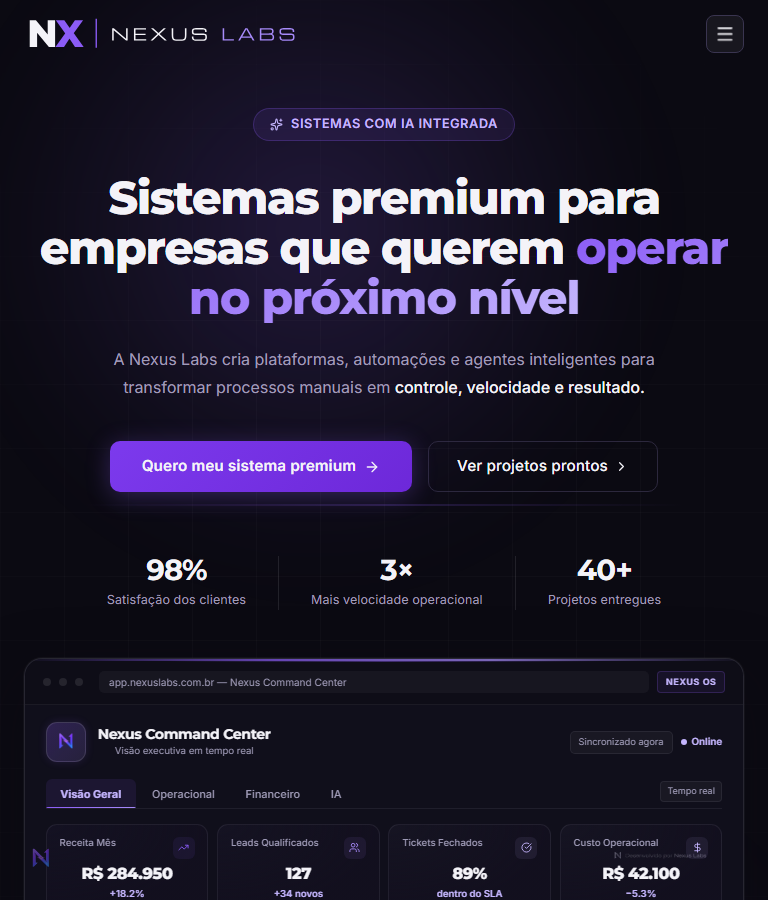 NX | NEXUS LABS
SISTEMAS COM IA INTEGRADA
Sistemas premium para
empresas que querem operar
no próximo nível
A Nexus Labs cria plataformas, automações e agentes inteligentes para
transformar processos manuais em controle, velocidade e resultado.
Quero meu sistema premium →
Ver projetos prontos
98%
Satisfação dos clientes
3×
Mais velocidade operacional
40+
Projetos entregues
app.nexuslabs.com.br — Nexus Command Center
NEXUS OS
N
Nexus Command Center
Visão executiva em tempo real
Sincronizado agora
Online
Visão Geral
Operacional
Financeiro
IA
Tempo real
Receita Mês
R$ 284.950
+18.2%
Leads Qualificados
127
+34 novos
Tickets Fechados
89%
dentro do SLA
Custo Operacional
$
R$ 42.100
−5.3%
N
N Desenvolvido por Nexus Labs